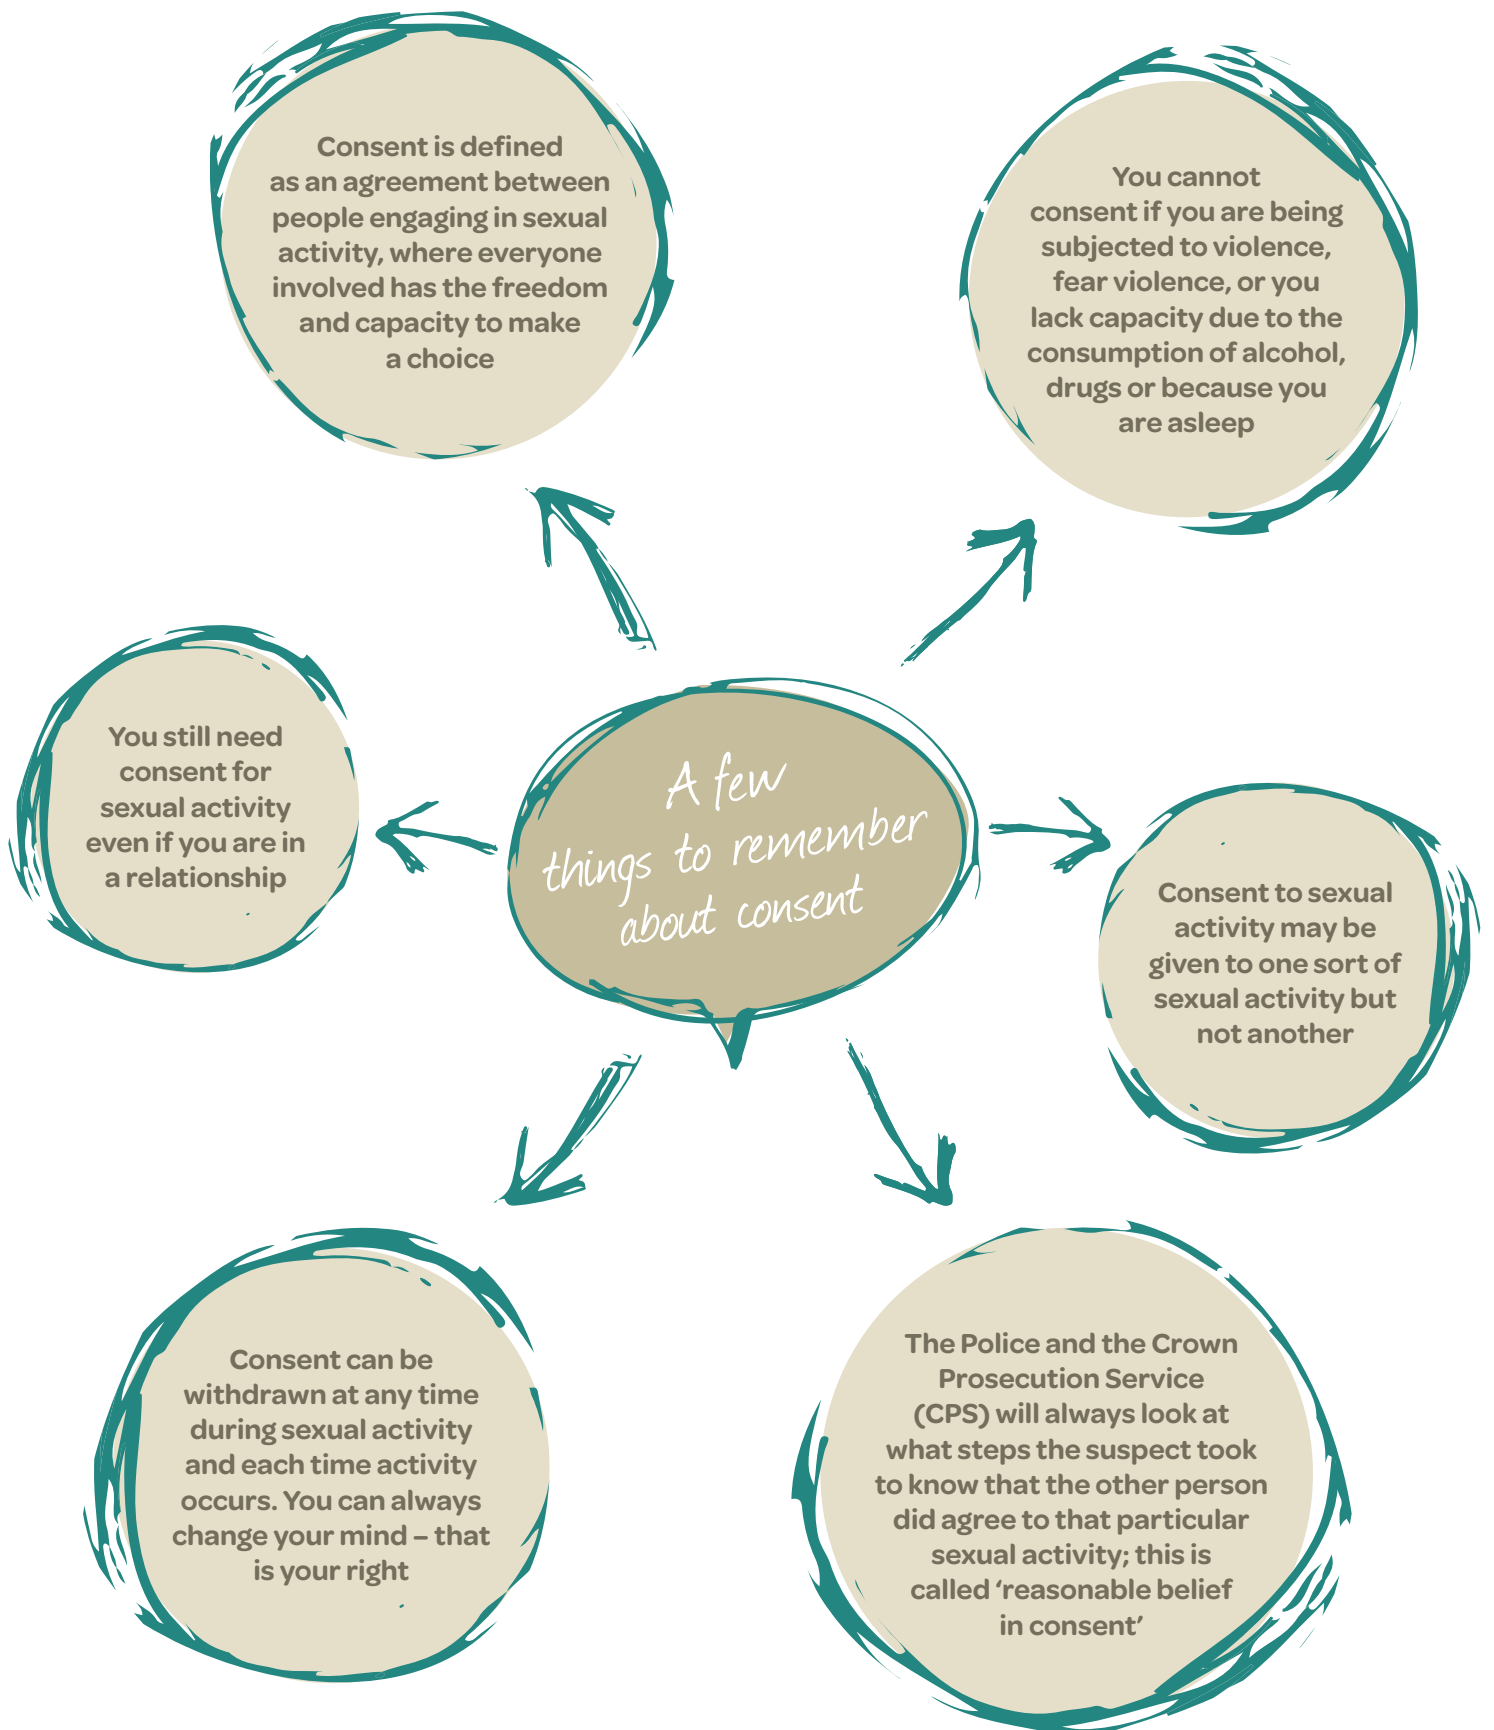 Consent is defined
as an agreement between
people engaging in sexual
activity, where everyone
involved has the freedom
and capacity to make
a choice
You cannot
consent if you are being
subjected to violence,
fear violence, or you
lack capacity due to the
consumption of alcohol,
drugs or because you
are asleep
You still need
consent for
sexual activity
even if you are in
a relationship
A few
things to remember
about consent
Consent to sexual
activity may be
given to one sort of
sexual activity but
not another
Consent can be
withdrawn at any time
during sexual activity
and each time activity
occurs. You can always
change your mind – that
is your right
The Police and the Crown
Prosecution Service
(CPS) will always look at
what steps the suspect took
to know that the other person
did agree to that particular
sexual activity; this is
called ‘reasonable belief
in consent’